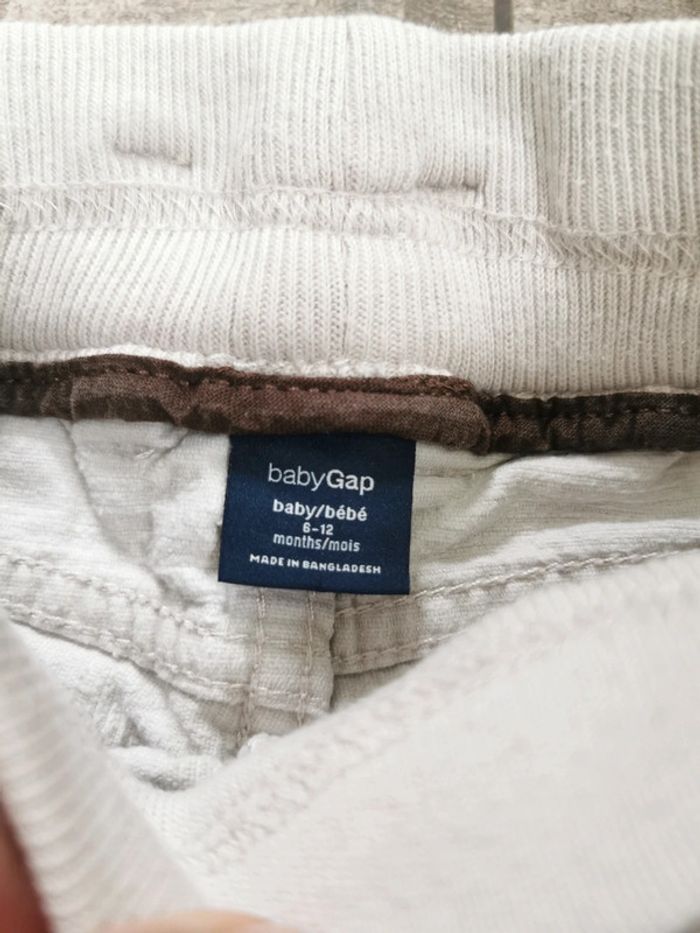 babyGap
baby/bébé
6-12
months/mois
MADE IN BANGLADESH